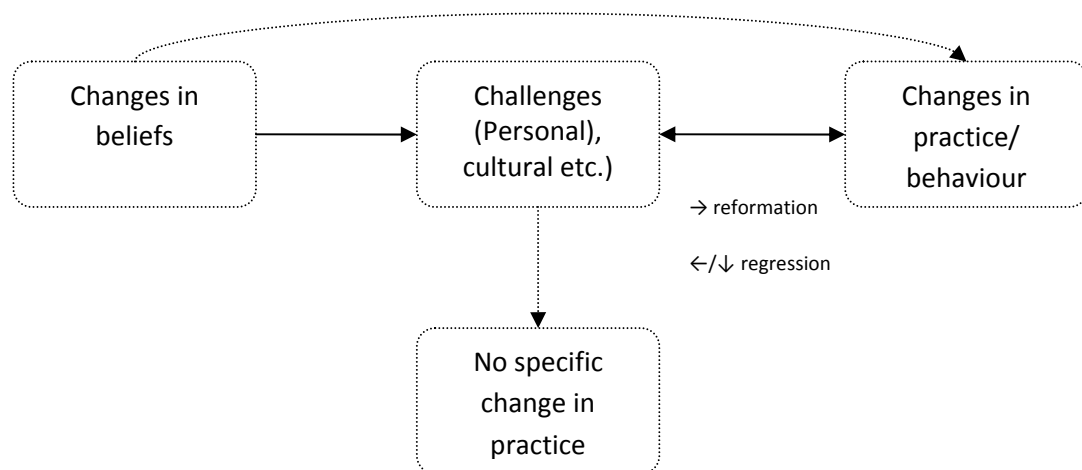 Changes in
beliefs
Challenges
(Personal),
cultural etc.)
Changes in
practice/
behaviour
→ reformation
←/↓ regression
No specific
change in
practice